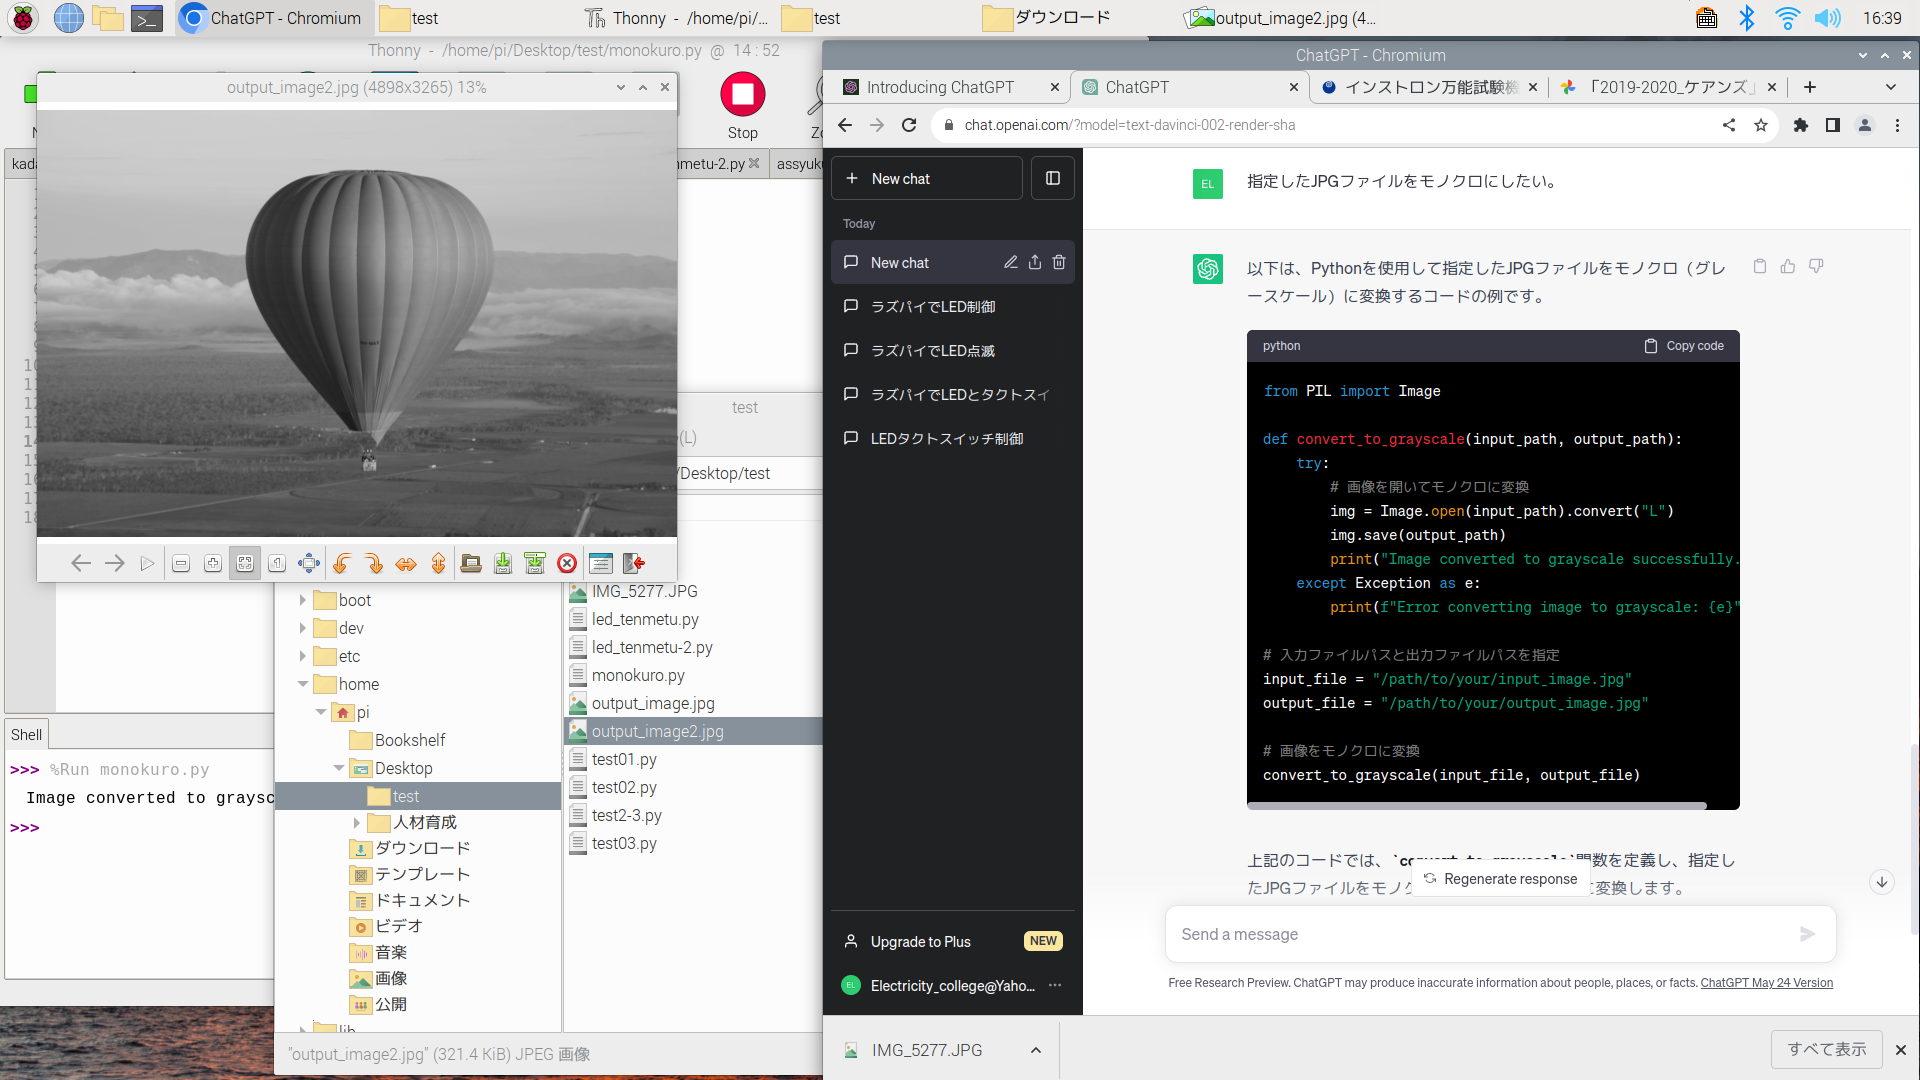 ChatGPT - Chromium
test
Thonny - /home/pi/...
test
ダウンロード
output_image2.jpg (4...
16:39
Thonny - /home/pi/Desktop/test/monokuro.py @ 14:52
output_image2.jpg (4898x3265) 13%
Stop
enmetu-2.py
assyuku
10
11
12
13
14
15
16
17
18
test
(L)
/Desktop/test
boot
dev
etc
home
pi
Bookshelf
Desktop
test
人材育成
ダウンロード
テンプレート
ドキュメント
ビデオ
音楽
画像
公開
lib
IMG_5277.JPG
led_tenmetu.py
led_tenmetu-2.py
monokuro.py
output_image.jpg
output_image2.jpg
test01.py
test02.py
test2-3.py
test03.py
"output_image2.jpg" (321.4 KiB) JPEG 画像
Shell
>>> %Run monokuro.py
Image converted to graysc
>>>
ChatGPT - Chromium
Introducing ChatGPT
ChatGPT
インストロン万能試験機
「2019-2020_ケアンズ」
chat.openai.com/?model=text-davinci-002-render-sha
New chat
Today
New chat
ラズパイでLED制御
ラズパイでLED点滅
ラズパイでLEDとタクトスイ
LEDタクトスイッチ制御
Upgrade to Plus
NEW
EL
Electricity_college@Yaho...
EL
指定したJPGファイルをモノクロにしたい。
以下は、Pythonを使用して指定したJPGファイルをモノクロ（グレ
ースケール）に変換するコードの例です。
python
Copy code
from PIL import Image
def convert_to_grayscale(input_path, output_path):
try:
# 画像を開いてモノクロに変換
img = Image.open(input_path).convert("L")
img.save(output_path)
print("Image converted to grayscale successfully.
except Exception as e:
print(f"Error converting image to grayscale: {e}"
# 入力ファイルパスと出力ファイルパスを指定
input_file = "/path/to/your/input_image.jpg"
output_file = "/path/to/your/output_image.jpg"
# 画像をモノクロに変換
convert_to_grayscale(input_file, output_file)
上記のコードでは、`convert_to_grayscale`関数を定義し、指定し
たJPGファイルをモノク
に変換します。
Regenerate response
Send a message
Free Research Preview. ChatGPT may produce inaccurate information about people, places, or facts. ChatGPT May 24 Version
IMG_5277.JPG
すべて表示